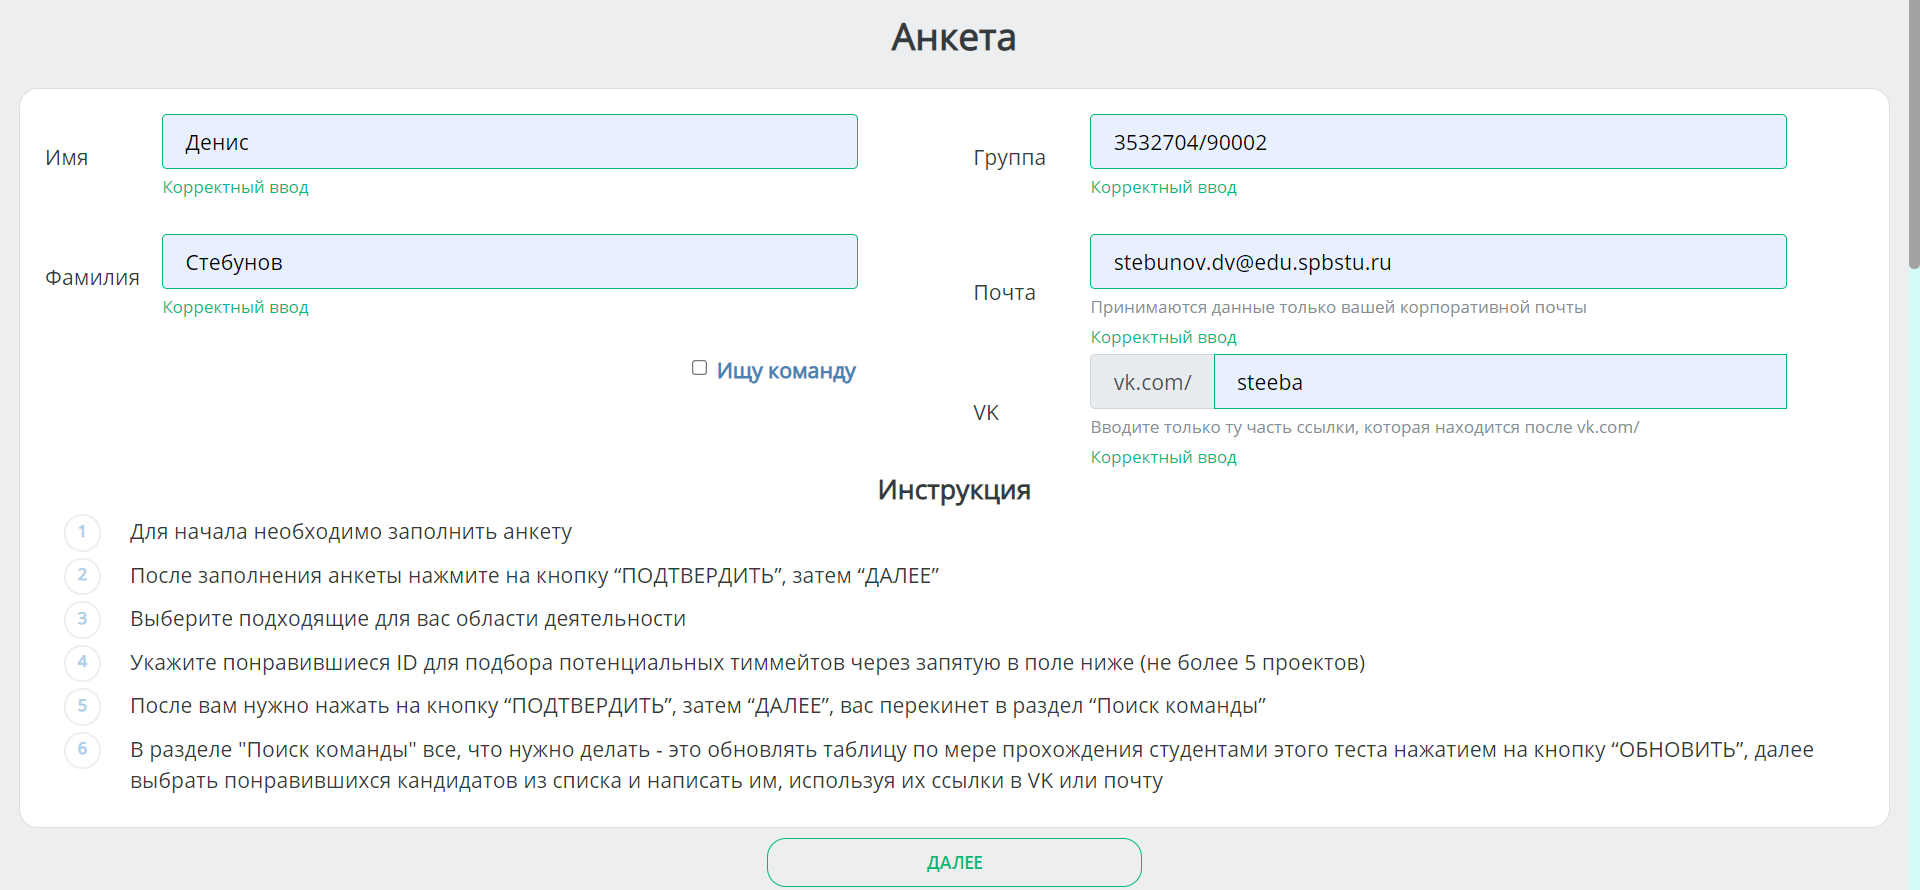 Анкета
Имя
Денис
Корректный ввод
Группа
3532704/90002
Корректный ввод
Фамилия
Стебунов
Корректный ввод
Почта
stebunov.dv@edu.spbstu.ru
Принимаются данные только вашей корпоративной почты
Корректный ввод
Ищу команду
VK
vk.com/
steeba
Вводите только ту часть ссылки, которая находится после vk.com/
Корректный ввод
Инструкция
1 Для начала необходимо заполнить анкету
2 После заполнения анкеты нажмите на кнопку “ПОДТВЕРДИТЬ”, затем “ДАЛЕЕ”
3 Выберите подходящие для вас области деятельности
4 Укажите понравившиеся ID для подбора потенциальных тиммейтов через запятую в поле ниже (не более 5 проектов)
5 После вам нужно нажать на кнопку “ПОДТВЕРДИТЬ”, затем “ДАЛЕЕ”, вас перекинет в раздел “Поиск команды”
6 В разделе "Поиск команды" все, что нужно делать - это обновлять таблицу по мере прохождения студентами этого теста нажатием на кнопку “ОБНОВИТЬ”, далее
выбрать понравившихся кандидатов из списка и написать им, используя их ссылки в VK или почту
ДАЛЕЕ